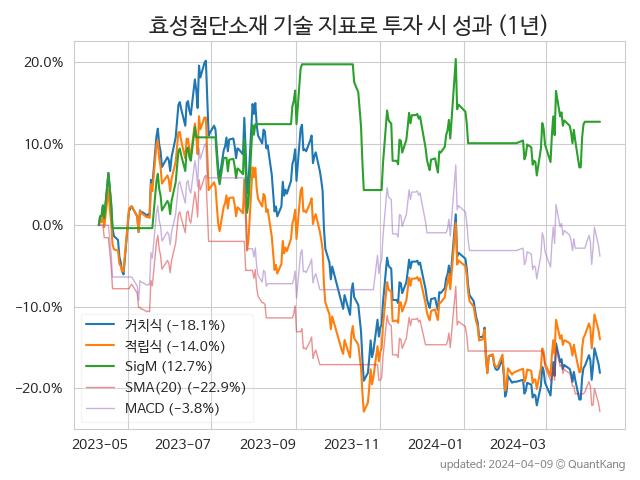 효성첨단소재 기술 지표로 투자 시 성과 (1년)
20.0%
10.0%
0.0%
−10.0%
−20.0%
거치식 (−18.1%)
적립식 (−14.0%)
SigM (12.7%)
SMA(20) (−22.9%)
MACD (−3.8%)
2023-05 2023-07 2023-09 2023-11 2024-01 2024-03
updated: 2024-04-09 © QuantKang